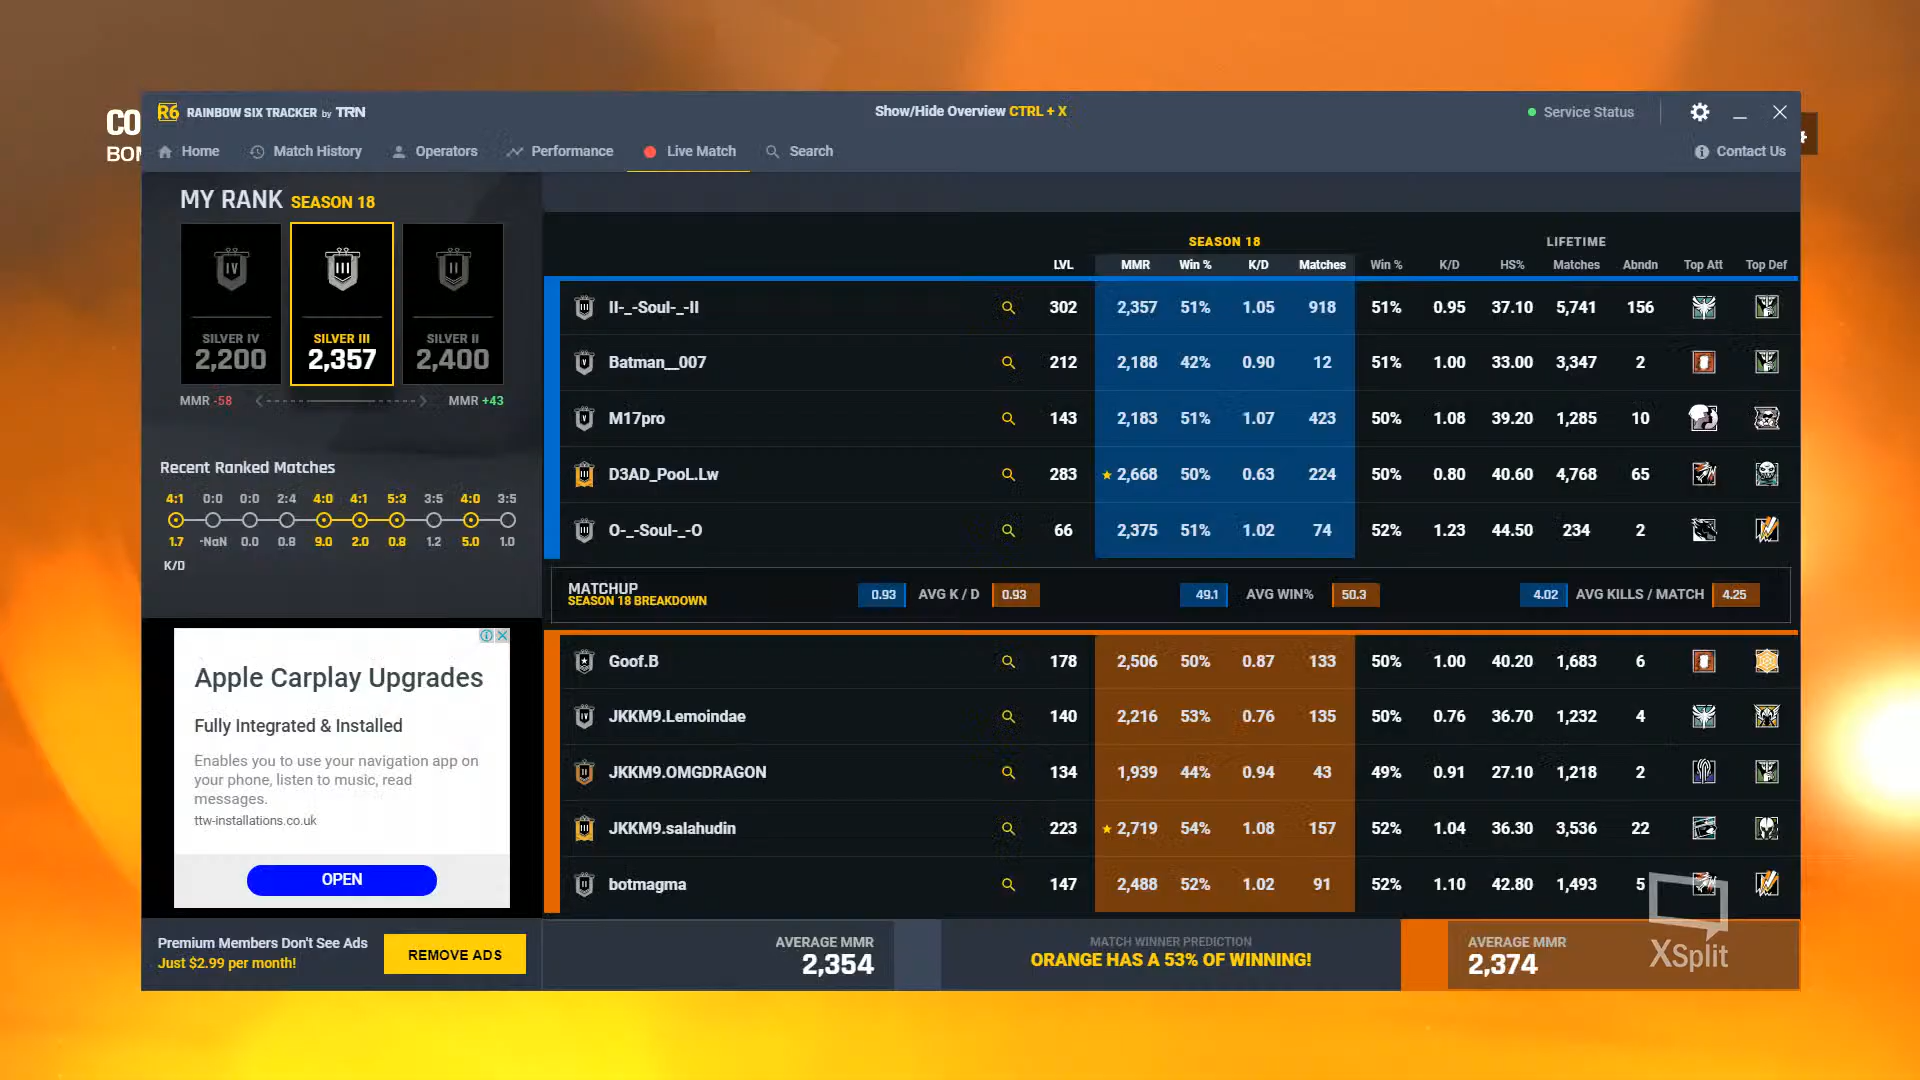 CO
BO
R6 RAINBOW SIX TRACKER by TRN
Show/Hide Overview CTRL + X
Service Status
Home
Match History
Operators
Performance
Live Match
Search
Contact Us
MY RANK SEASON 18
IV
III
II
SILVER IV
2,200
SILVER III
2,357
SILVER II
2,400
MMR -58
MMR +43
Recent Ranked Matches
4:1 0:0 0:0 2:4 4:0 4:1 5:3 3:5 4:0 3:5
1.7 -NaN 0.0 0.8 9.0 2.0 0.8 1.2 5.0 1.0
K/D
Apple Carplay Upgrades
Fully Integrated & Installed
Enables you to use your navigation app on
your phone, listen to music, read
messages.
ttw-installations.co.uk
OPEN
Premium Members Don't See Ads
Just $2.99 per month!
REMOVE ADS
SEASON 18 LIFETIME
LVL MMR Win % K/D Matches Win % K/D HS% Matches Abndn Top Att Top Def
II-_-Soul-_-II 302 2,357 51% 1.05 918 51% 0.95 37.10 5,741 156
Batman__007 212 2,188 42% 0.90 12 51% 1.00 33.00 3,347 2
M17pro 143 2,183 51% 1.07 423 50% 1.08 39.20 1,285 10
D3AD_PooL.Lw 283 2,668 50% 0.63 224 50% 0.80 40.60 4,768 65
O-_-Soul-_-O 66 2,375 51% 1.02 74 52% 1.23 44.50 234 2
MATCHUP
SEASON 18 BREAKDOWN
0.93 AVG K / D 0.93
49.1 AVG WIN% 50.3
4.02 AVG KILLS / MATCH 4.25
Goof.B 178 2,506 50% 0.87 133 50% 1.00 40.20 1,683 6
JKKM9.Lemoindae 140 2,216 53% 0.76 135 50% 0.76 36.70 1,232 4
JKKM9.OMGDRAGON 134 1,939 44% 0.94 43 49% 0.91 27.10 1,218 2
JKKM9.salahudin 223 2,719 54% 1.08 157 52% 1.04 36.30 3,536 22
botmagma 147 2,488 52% 1.02 91 52% 1.10 42.80 1,493 5
AVERAGE MMR
2,354
MATCH WINNER PREDICTION
ORANGE HAS A 53% OF WINNING!
AVERAGE MMR
2,374
XSplit